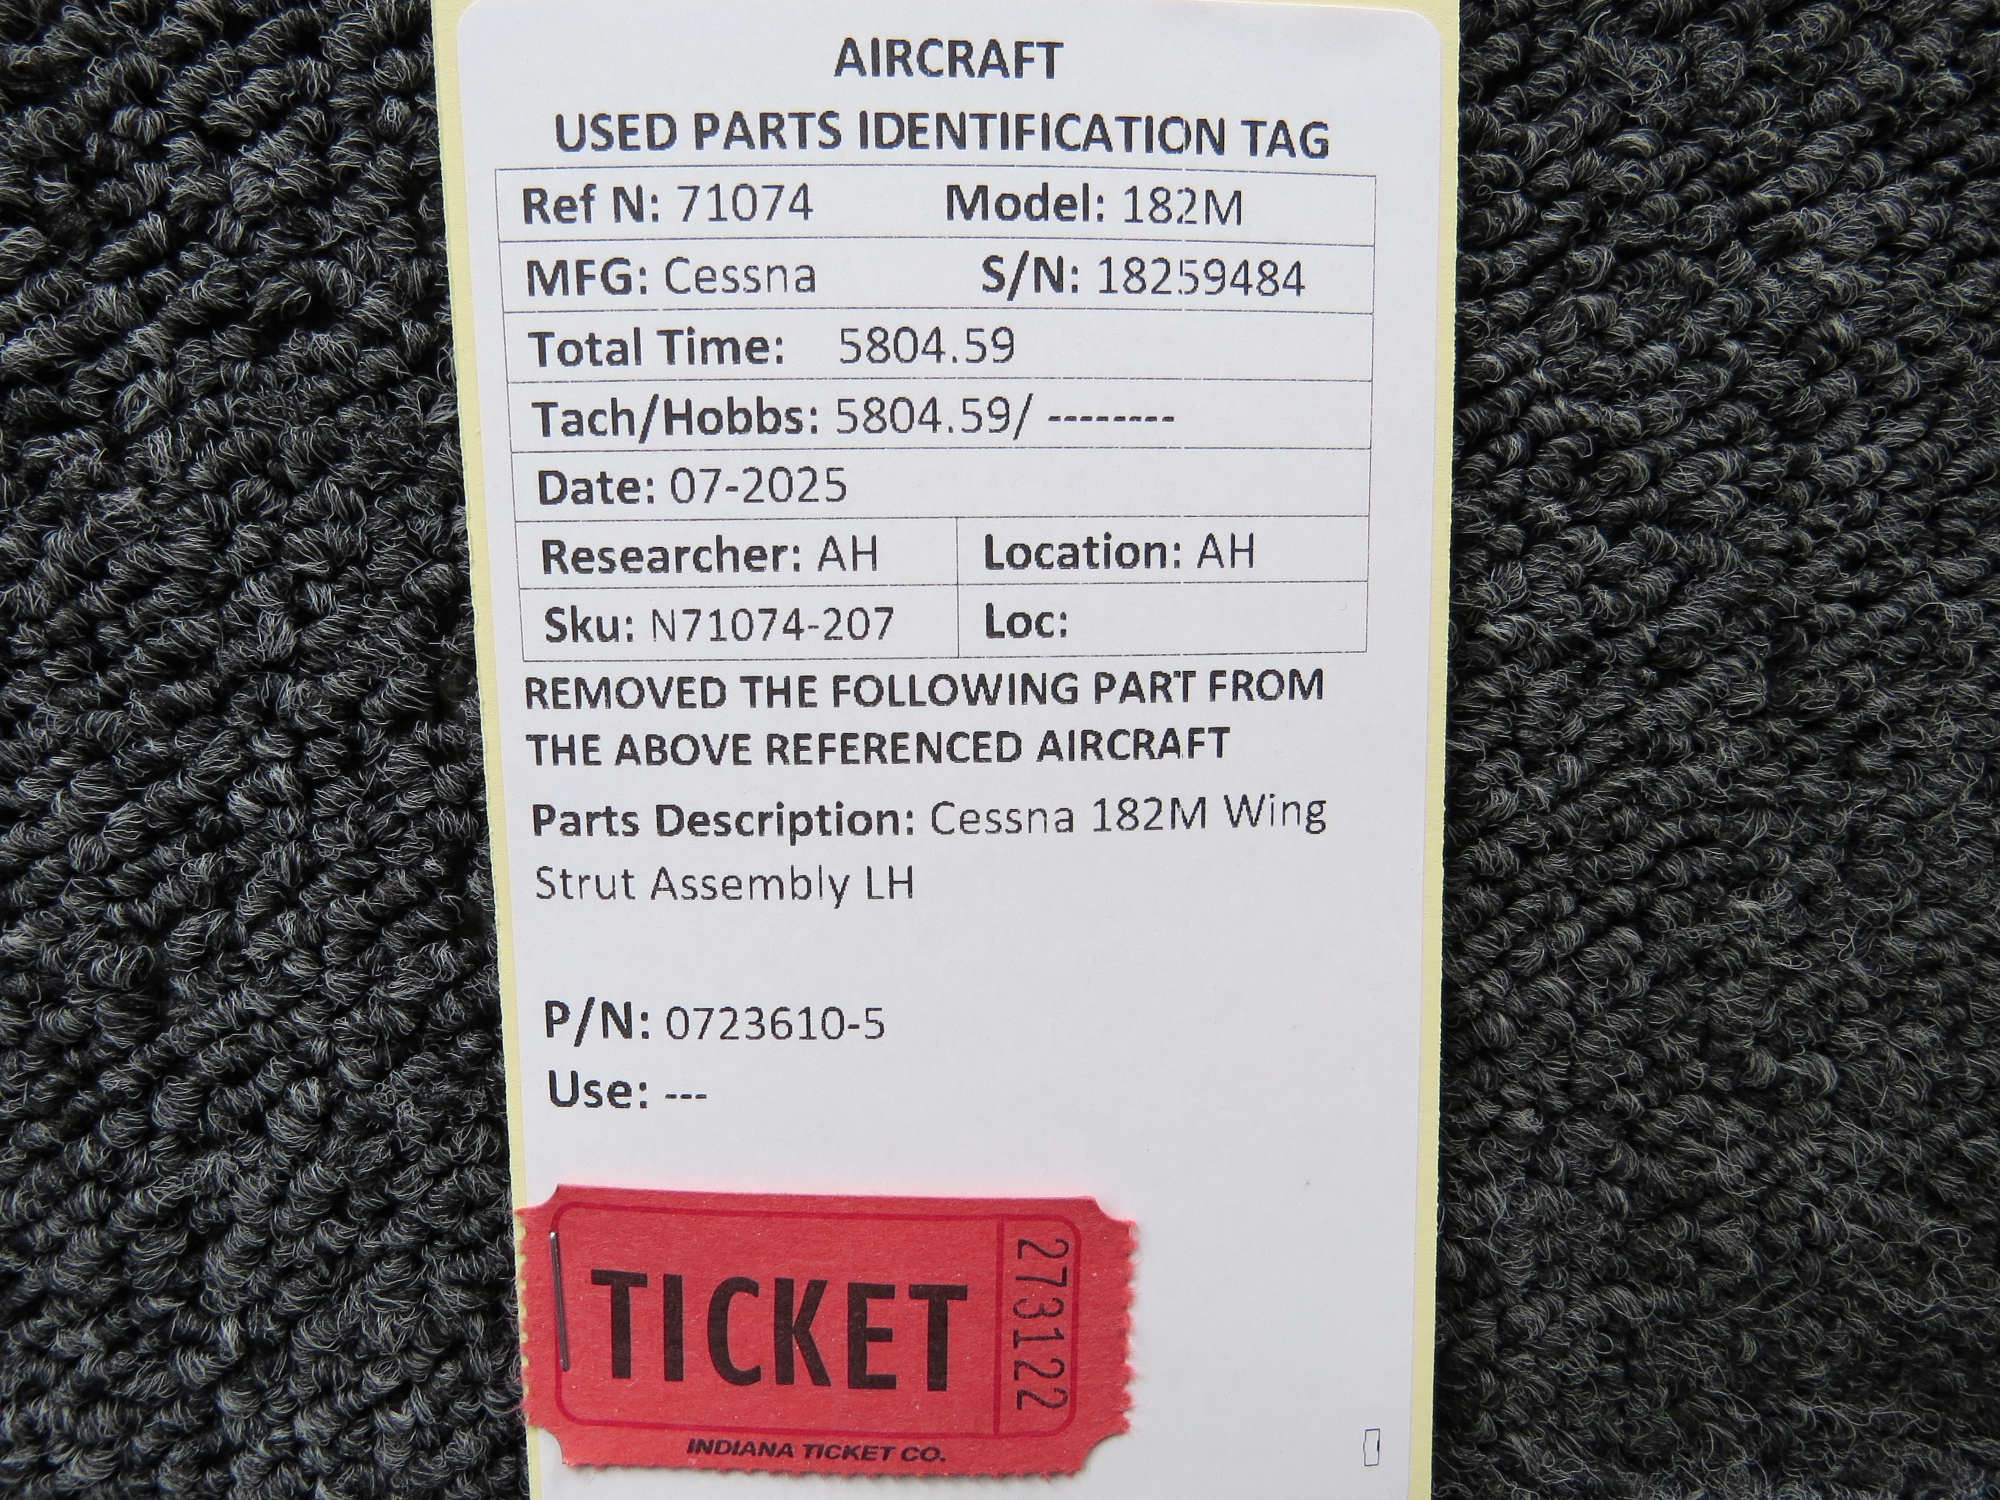 AIRCRAFT
USED PARTS IDENTIFICATION TAG
Ref N: 71074 Model: 182M
MFG: Cessna S/N: 18259484
Total Time: 5804.59
Tach/Hobbs: 5804.59/ --------
Date: 07-2025
Researcher: AH Location: AH
Sku: N71074-207 Loc:
REMOVED THE FOLLOWING PART FROM
THE ABOVE REFERENCED AIRCRAFT
Parts Description: Cessna 182M Wing
Strut Assembly LH
P/N: 0723610-5
Use: ---
TICKET
273122
INDIANA TICKET CO.